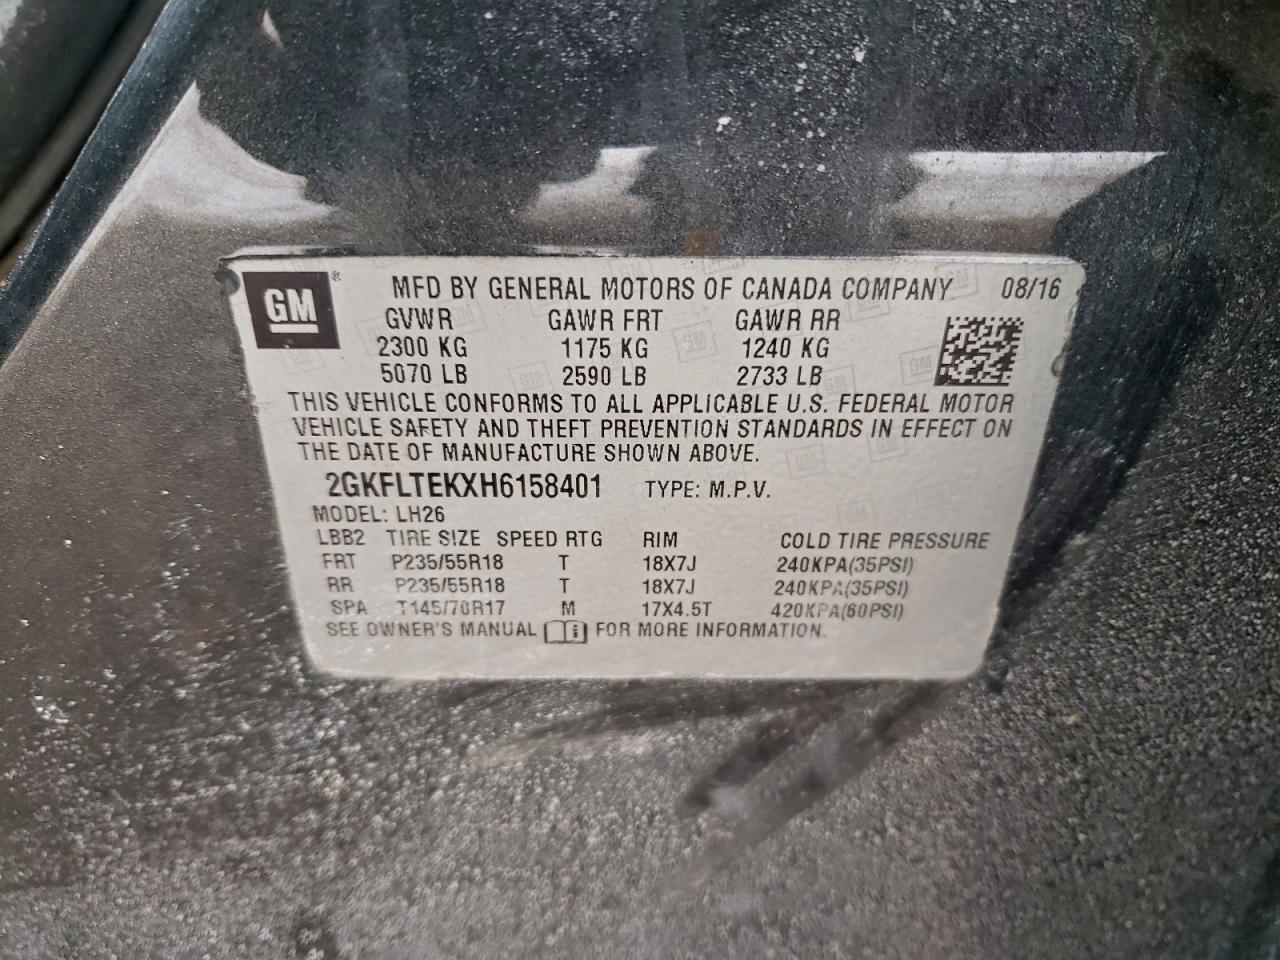 GM ® MFD BY GENERAL MOTORS OF CANADA COMPANY 08/16
GVWR GAWR FRT GAWR RR
2300 KG 1175 KG 1240 KG
5070 LB 2590 LB 2733 LB
THIS VEHICLE CONFORMS TO ALL APPLICABLE U.S. FEDERAL MOTOR
VEHICLE SAFETY AND THEFT PREVENTION STANDARDS IN EFFECT ON
THE DATE OF MANUFACTURE SHOWN ABOVE.
2GKFLTEKXH6158401 TYPE: M.P.V.
MODEL: LH26
LBB2 TIRE SIZE SPEED RTG RIM COLD TIRE PRESSURE
FRT P235/55R18 T 18X7J 240KPA(35PSI)
RR P235/55R18 T 18X7J 240KPA(35PSI)
SPA T145/70R17 M 17X4.5T 420KPA(60PSI)
SEE OWNER'S MANUAL i FOR MORE INFORMATION.